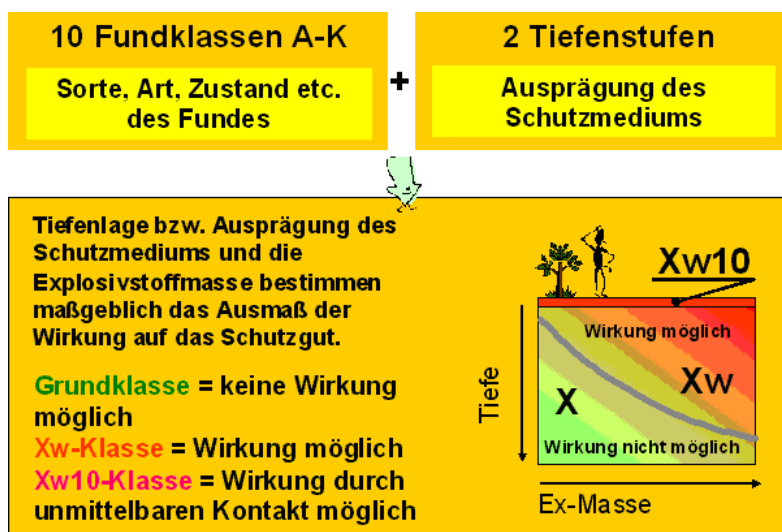 10 Fundklassen A-K
Sorte, Art, Zustand etc.
des Fundes
+
2 Tiefenstufen
Ausprägung des
Schutzmediums
Tiefenlage bzw. Ausprägung des
Schutzmediums und die
Explosivstoffmasse bestimmen
maßgeblich das Ausmaß der
Wirkung auf das Schutzgut.
Grundklasse = keine Wirkung
möglich
Xw-Klasse = Wirkung möglich
Xw10-Klasse = Wirkung durch
unmittelbaren Kontakt möglich
Xw10
Wirkung möglich
Xw
X
Wirkung nicht möglich
Tiefe
Ex-Masse